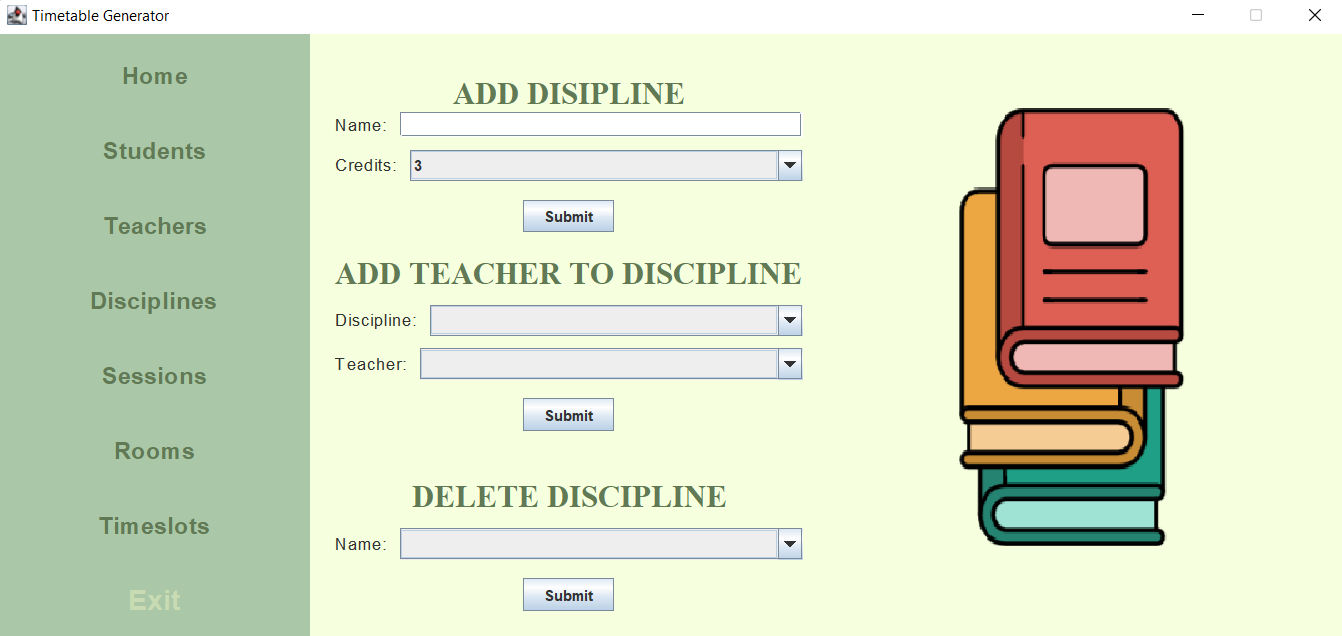 Timetable Generator
Home
Students
Teachers
Disciplines
Sessions
Rooms
Timeslots
Exit
ADD DISIPLINE
Name:
Credits: 3
Submit
ADD TEACHER TO DISCIPLINE
Discipline:
Teacher:
Submit
DELETE DISCIPLINE
Name:
Submit